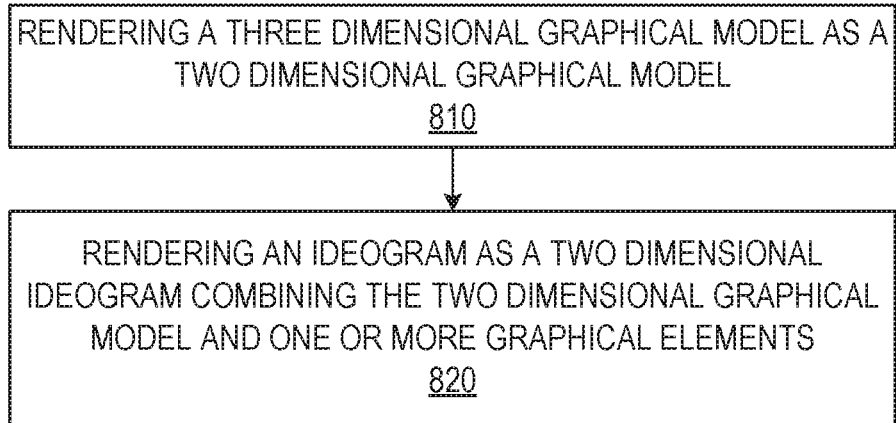 RENDERING A THREE DIMENSIONAL GRAPHICAL MODEL AS A
TWO DIMENSIONAL GRAPHICAL MODEL
810
RENDERING AN IDEOGRAM AS A TWO DIMENSIONAL
IDEOGRAM COMBINING THE TWO DIMENSIONAL GRAPHICAL
MODEL AND ONE OR MORE GRAPHICAL ELEMENTS
820